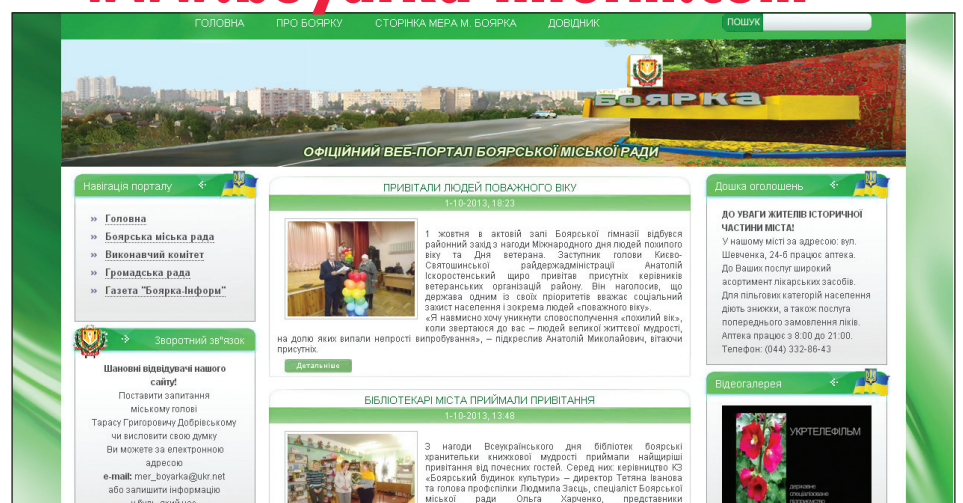 www.boyarka-inform.com
ГОЛОВНА
ПРО БОЯРКУ
СТОРІНКА МЕРА М. БОЯРКА
ДОВІДНИК
ПОШУК
БОЯРКА
ОФІЦІЙНИЙ ВЕБ-ПОРТАЛ БОЯРСЬКОЇ МІСЬКОЇ РАДИ
Навігація порталу
Головна
Боярська міська рада
Виконавчий комітет
Громадська рада
Газета "Боярка-Інформ"
Зворотний зв"язок
Шановні відвідувачі нашого
сайту!
Поставити запитання
міському голові
Тарасу Григоровичу Добрівському
чи висловити свою думку
Ви можете за електронною
адресою
e-mail: mer_boyarka@ukr.net
або залишити інформацію
ПРИВІТАЛИ ЛЮДЕЙ ПОВАЖНОГО ВІКУ
1-10-2013, 18:23
1 жовтня в актовій залі Боярської гімназії відбувся
районний захід з нагоди Міжнародного дня людей похилого
віку та Дня ветерана. Заступник голови Києво-
Святошинської райдержадміністрації Анатолій
Іскоростенський щиро привітав присутніх керівників
ветеранських організацій району. Він наголосив, що
держава одним із своїх пріоритетів вважає соціальний
захист населення і зокрема людей «поважного віку».
«Я навмисно хочу уникнути словосполучення «похилий вік»,
коли звертаюся до вас – людей великої життєвої мудрості,
на долю яких випали непрості випробування», – підкреслив Анатолій Миколайович, вітаючи
присутніх.
Детальніше
БІБЛІОТЕКАРІ МІСТА ПРИЙМАЛИ ПРИВІТАННЯ
1-10-2013, 13:48
З нагоди Всеукраїнського дня бібліотек боярські
хранительки книжкової мудрості приймали найщиріші
привітання від почесних гостей. Серед них: керівництво КЗ
«Боярський будинок культури» – директор Тетяна Іванова
та голова профспілки Людмила Заєць, спеціаліст Боярської
міської ради Ольга Харченко, представники
Дошка оголошень
ДО УВАГИ ЖИТЕЛІВ ІСТОРИЧНОЇ
ЧАСТИНИ МІСТА!
У нашому місті за адресою: вул.
Шевченка, 24-б працює аптека.
До Ваших послуг широкий
асортимент лікарських засобів.
Для пільгових категорій населення
діють знижки, а також послуга
попереднього замовлення ліків.
Аптека працює з 8:00 до 21:00.
Телефон: (044) 332-86-43
Відеогалерея
УКРТЕЛЕФІЛЬМ
державне
спеціалізоване
підприємство